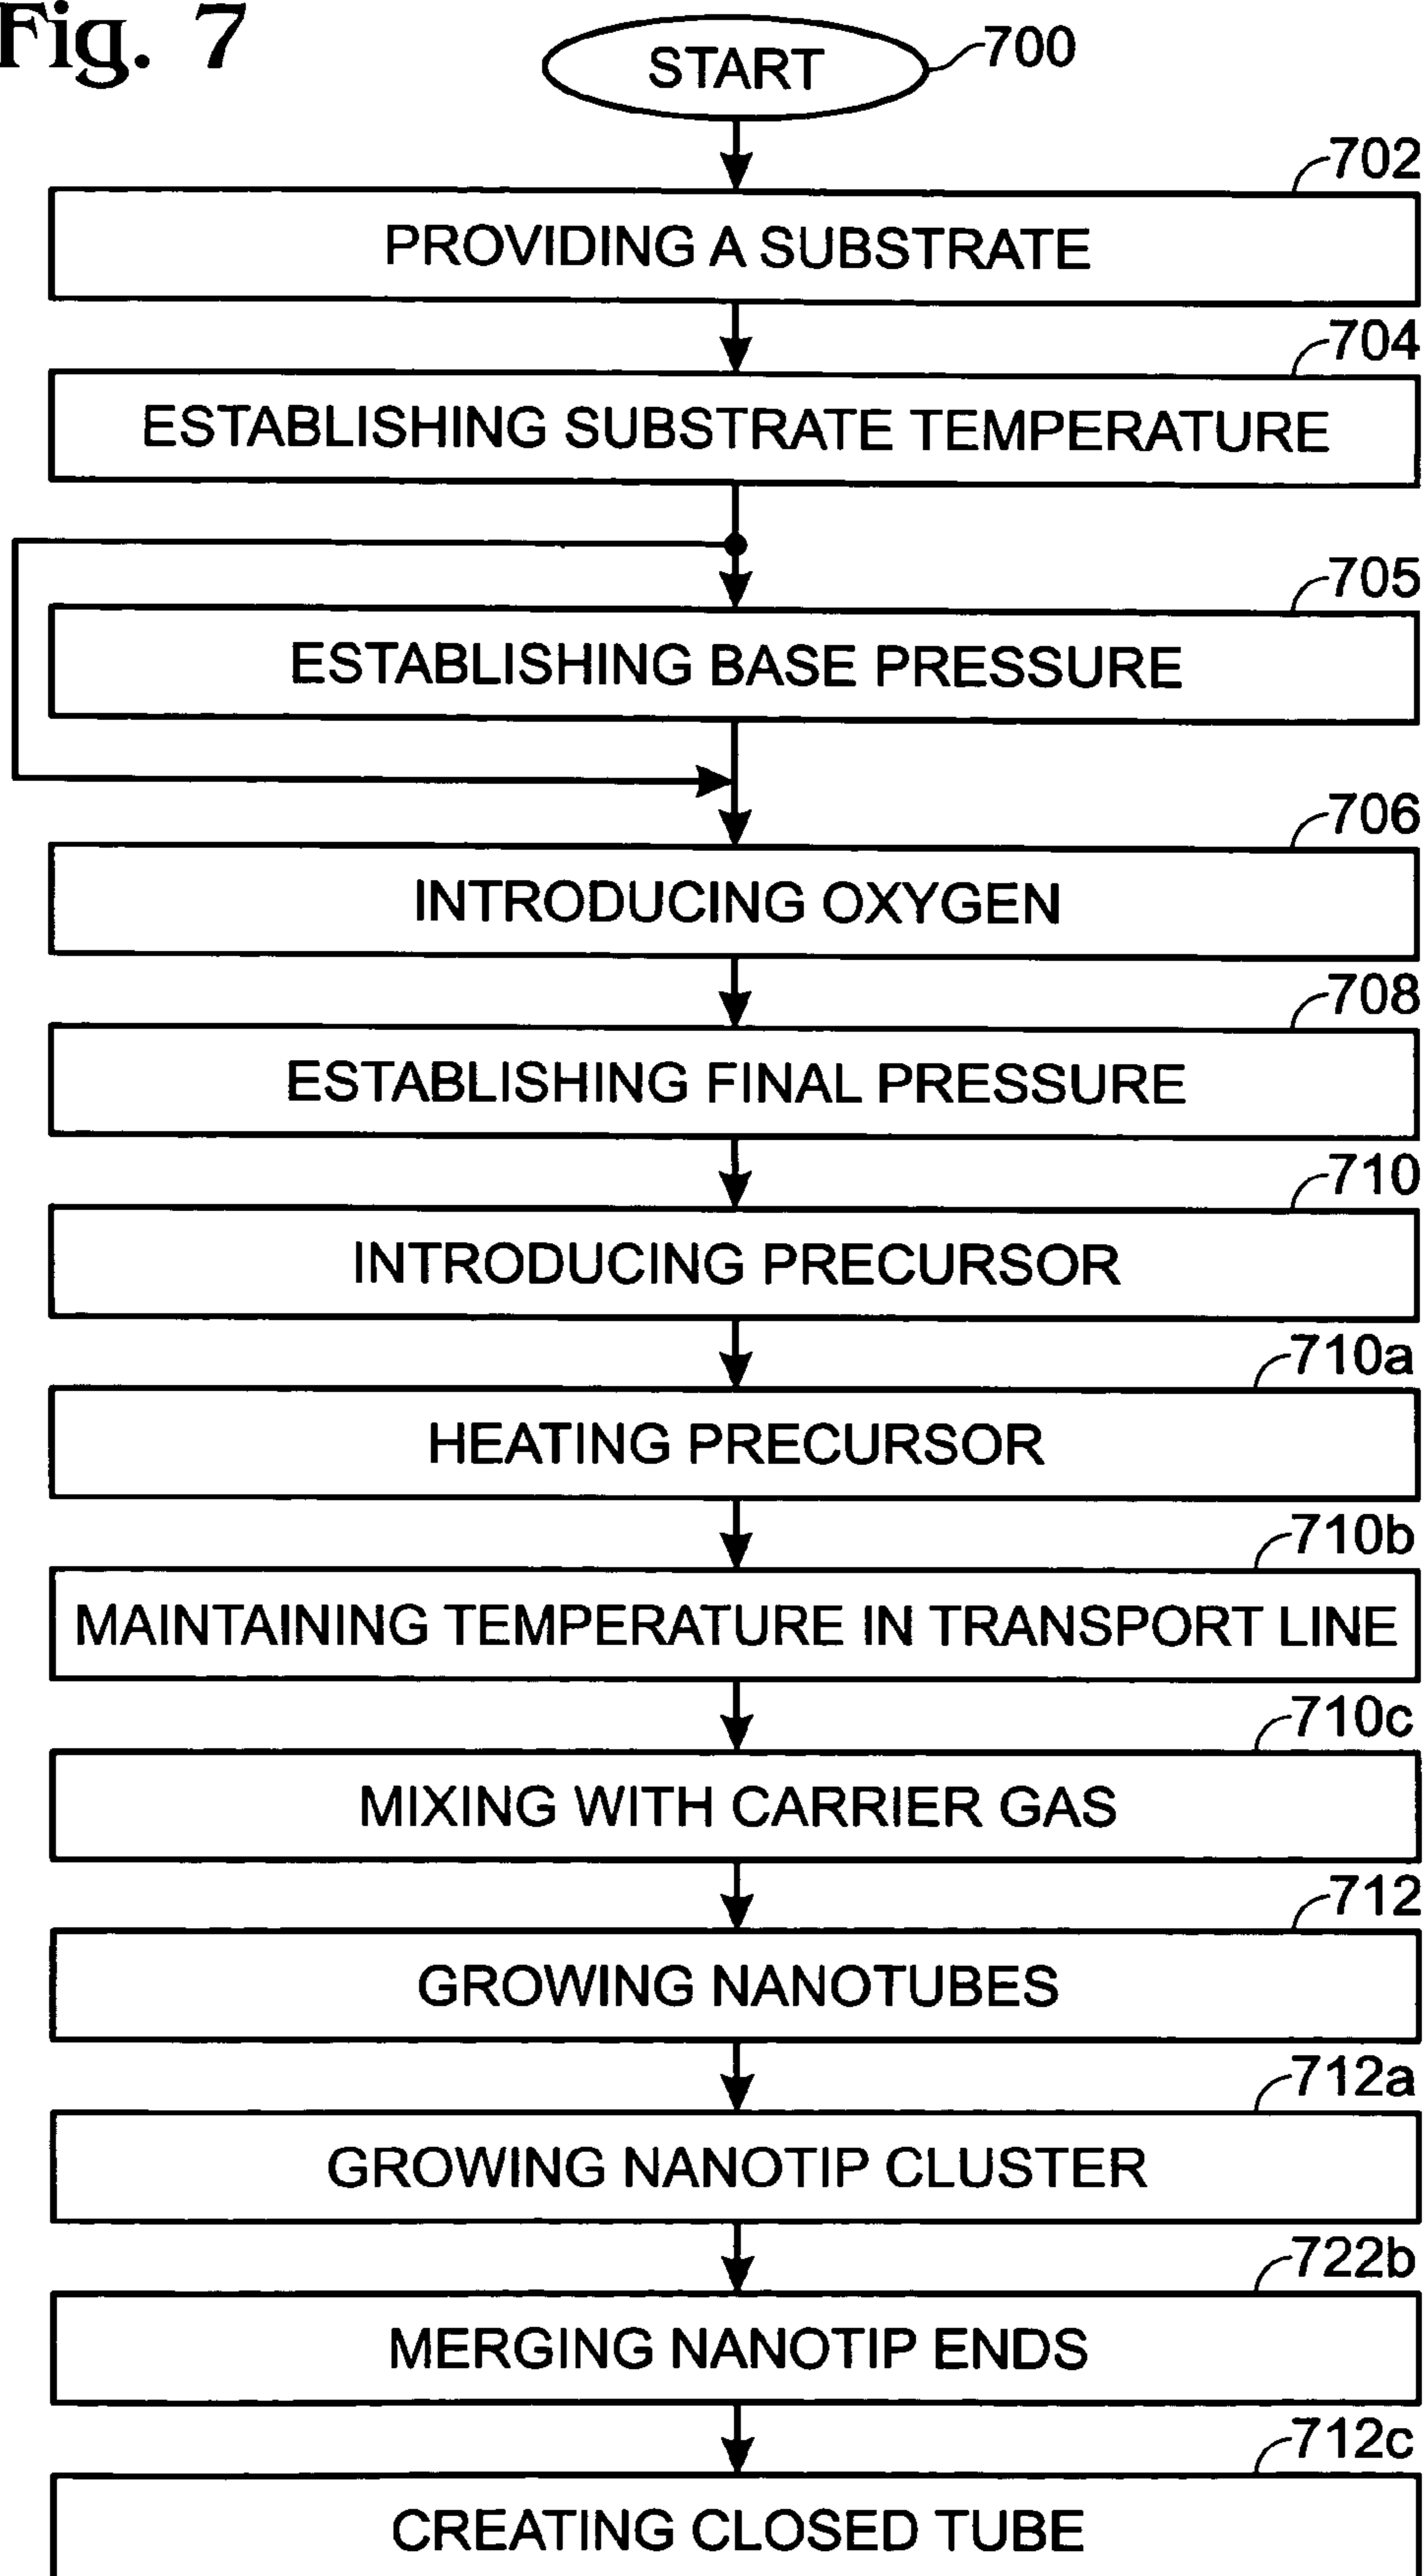 Fig. 7
START
700
702
PROVIDING A SUBSTRATE
704
ESTABLISHING SUBSTRATE TEMPERATURE
705
ESTABLISHING BASE PRESSURE
706
INTRODUCING OXYGEN
708
ESTABLISHING FINAL PRESSURE
710
INTRODUCING PRECURSOR
710a
HEATING PRECURSOR
710b
MAINTAINING TEMPERATURE IN TRANSPORT LINE
710c
MIXING WITH CARRIER GAS
712
GROWING NANOTUBES
712a
GROWING NANOTIP CLUSTER
722b
MERGING NANOTIP ENDS
712c
CREATING CLOSED TUBE